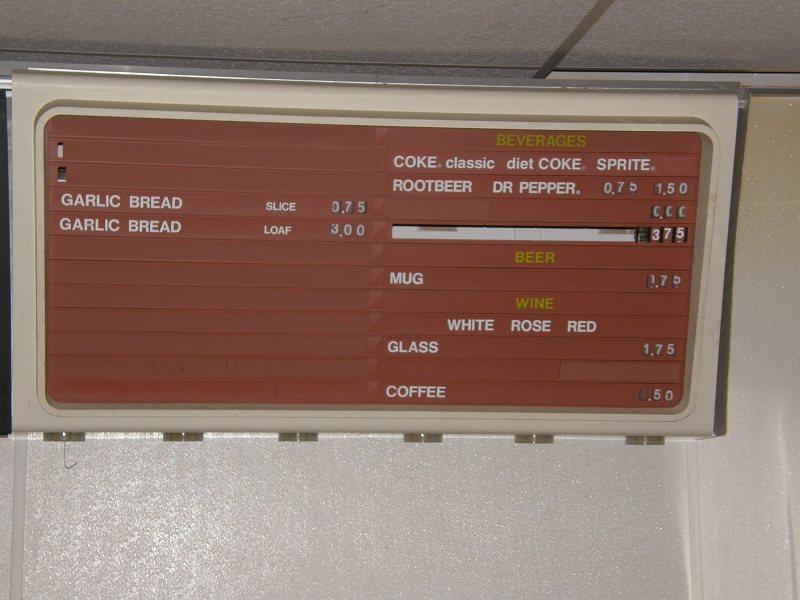 GARLIC BREAD SLICE 0.75
GARLIC BREAD LOAF 3.00
BEVERAGES
COKE® classic diet COKE® SPRITE®
ROOTBEER DR PEPPER® 0.75 1.50
0.00
3.75
BEER
MUG 1.75
WINE
WHITE ROSE RED
GLASS 1.75
COFFEE .50